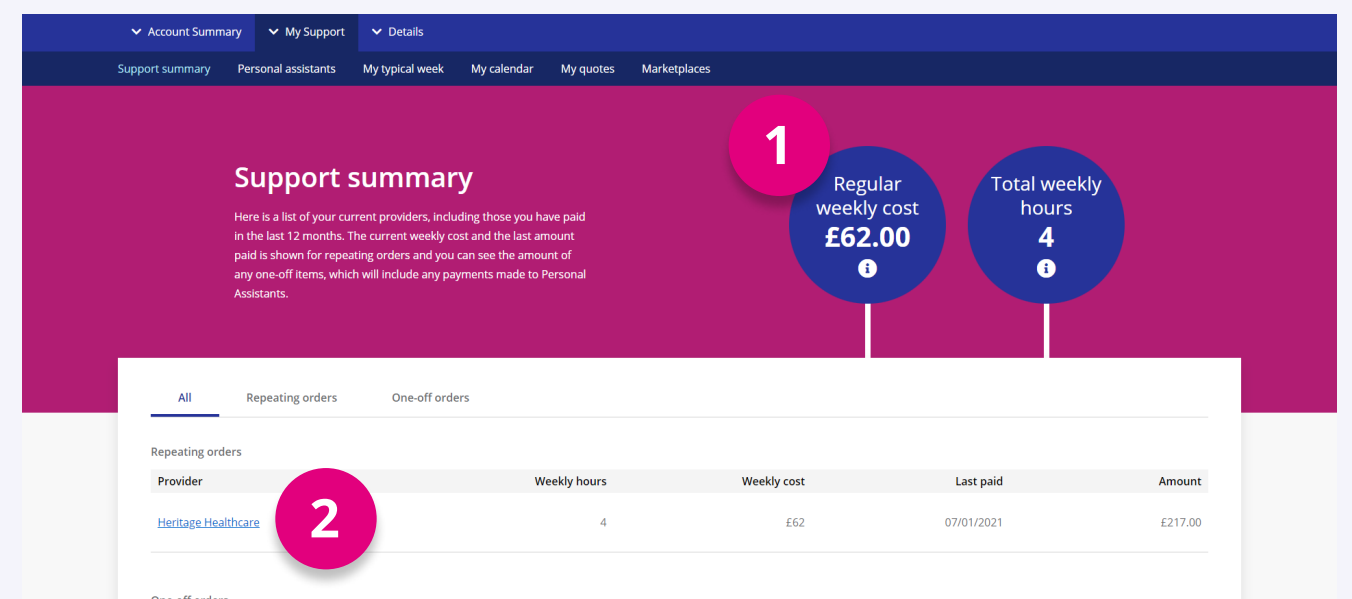 Account Summary My Support Details
Support summary Personal assistants My typical week My calendar My quotes Marketplaces
1
Support summary
Here is a list of your current providers, including those you have paid
in the last 12 months. The current weekly cost and the last amount
paid is shown for repeating orders and you can see the amount of
any one-off items, which will include any payments made to Personal
Assistants.
Regular
weekly cost
£62.00
Total weekly
hours
4
All Repeating orders One-off orders
Repeating orders
Provider Weekly hours Weekly cost Last paid Amount
Heritage Healthcare 4 £62 07/01/2021 £217.00
2
One-off orders